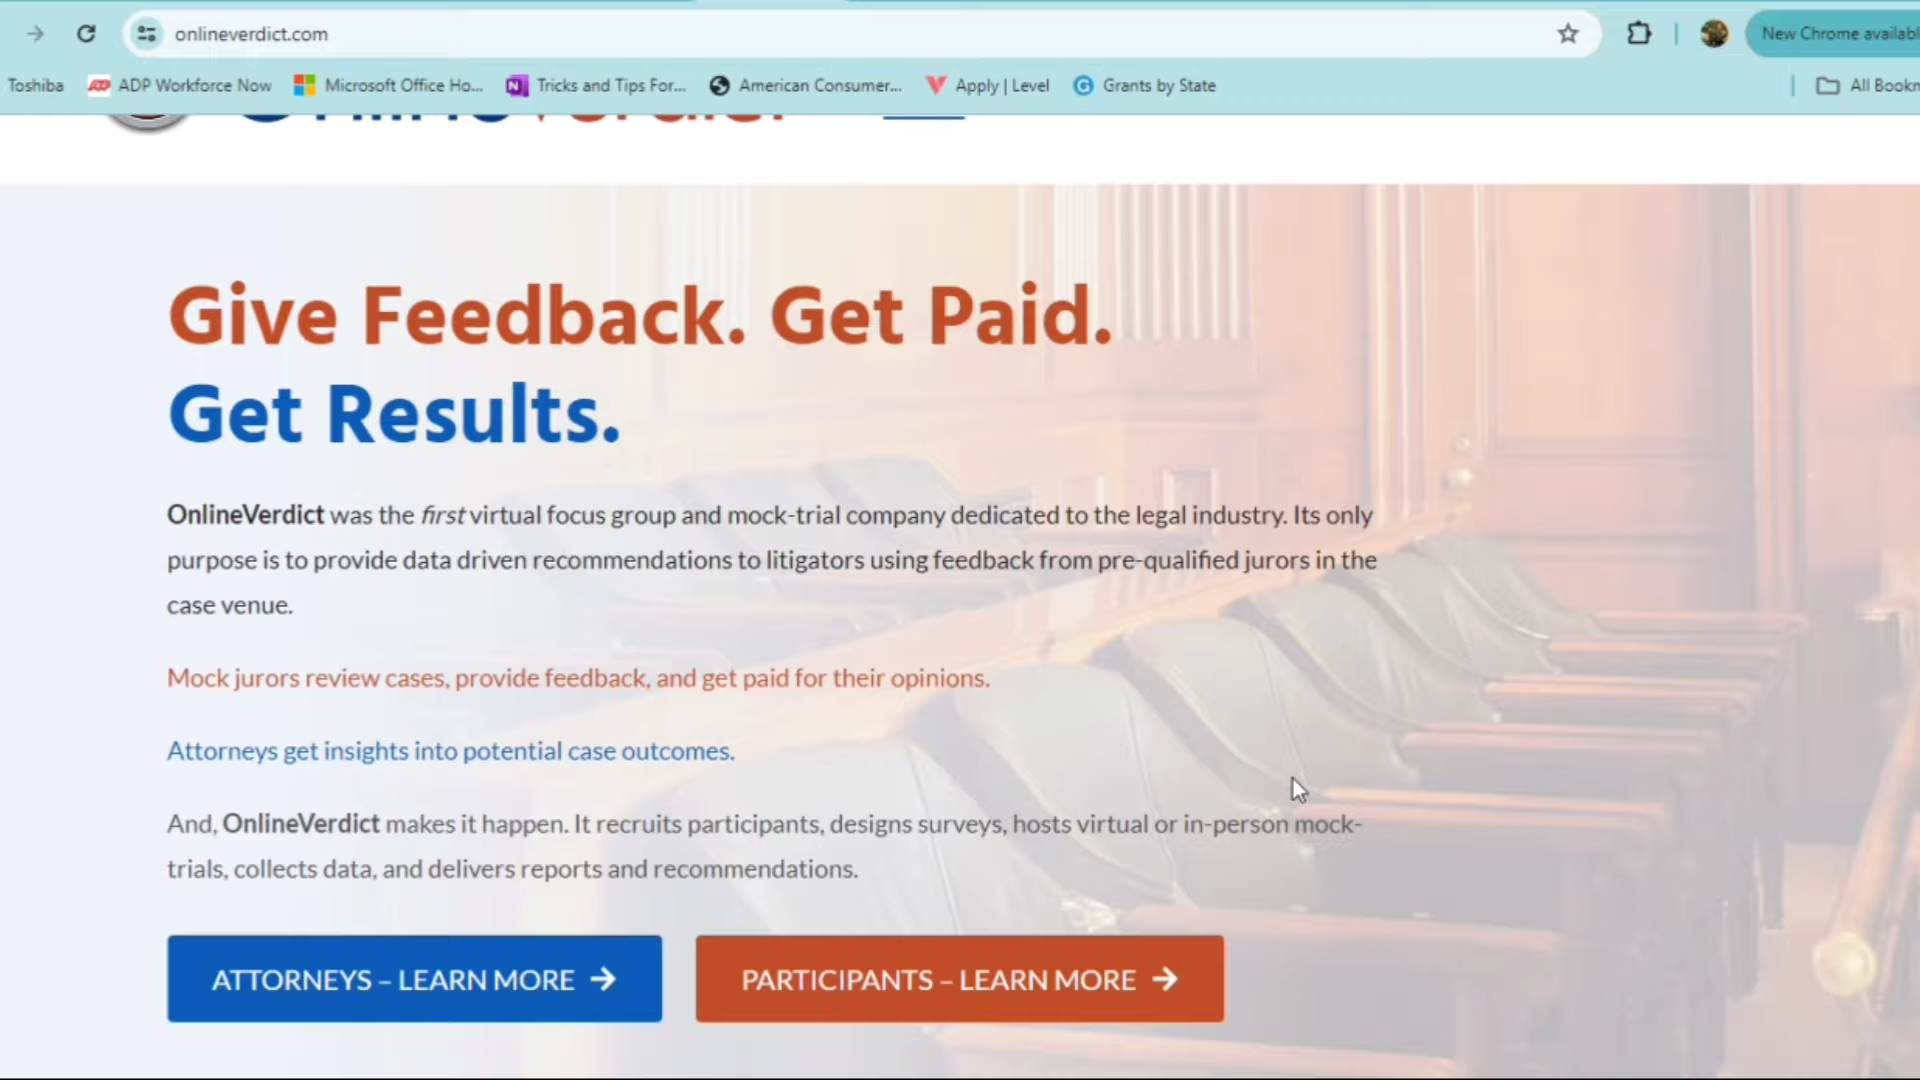 onlineverdict.com
New Chrome availabl
Toshiba ADP Workforce Now Microsoft Office Ho... Tricks and Tips For... American Consumer... Apply | Level Grants by State All Bookm
Give Feedback. Get Paid.
Get Results.
OnlineVerdict was the first virtual focus group and mock-trial company dedicated to the legal industry. Its only
purpose is to provide data driven recommendations to litigators using feedback from pre-qualified jurors in the
case venue.
Mock jurors review cases, provide feedback, and get paid for their opinions.
Attorneys get insights into potential case outcomes.
And, OnlineVerdict makes it happen. It recruits participants, designs surveys, hosts virtual or in-person mock-
trials, collects data, and delivers reports and recommendations.
ATTORNEYS – LEARN MORE →
PARTICIPANTS – LEARN MORE →